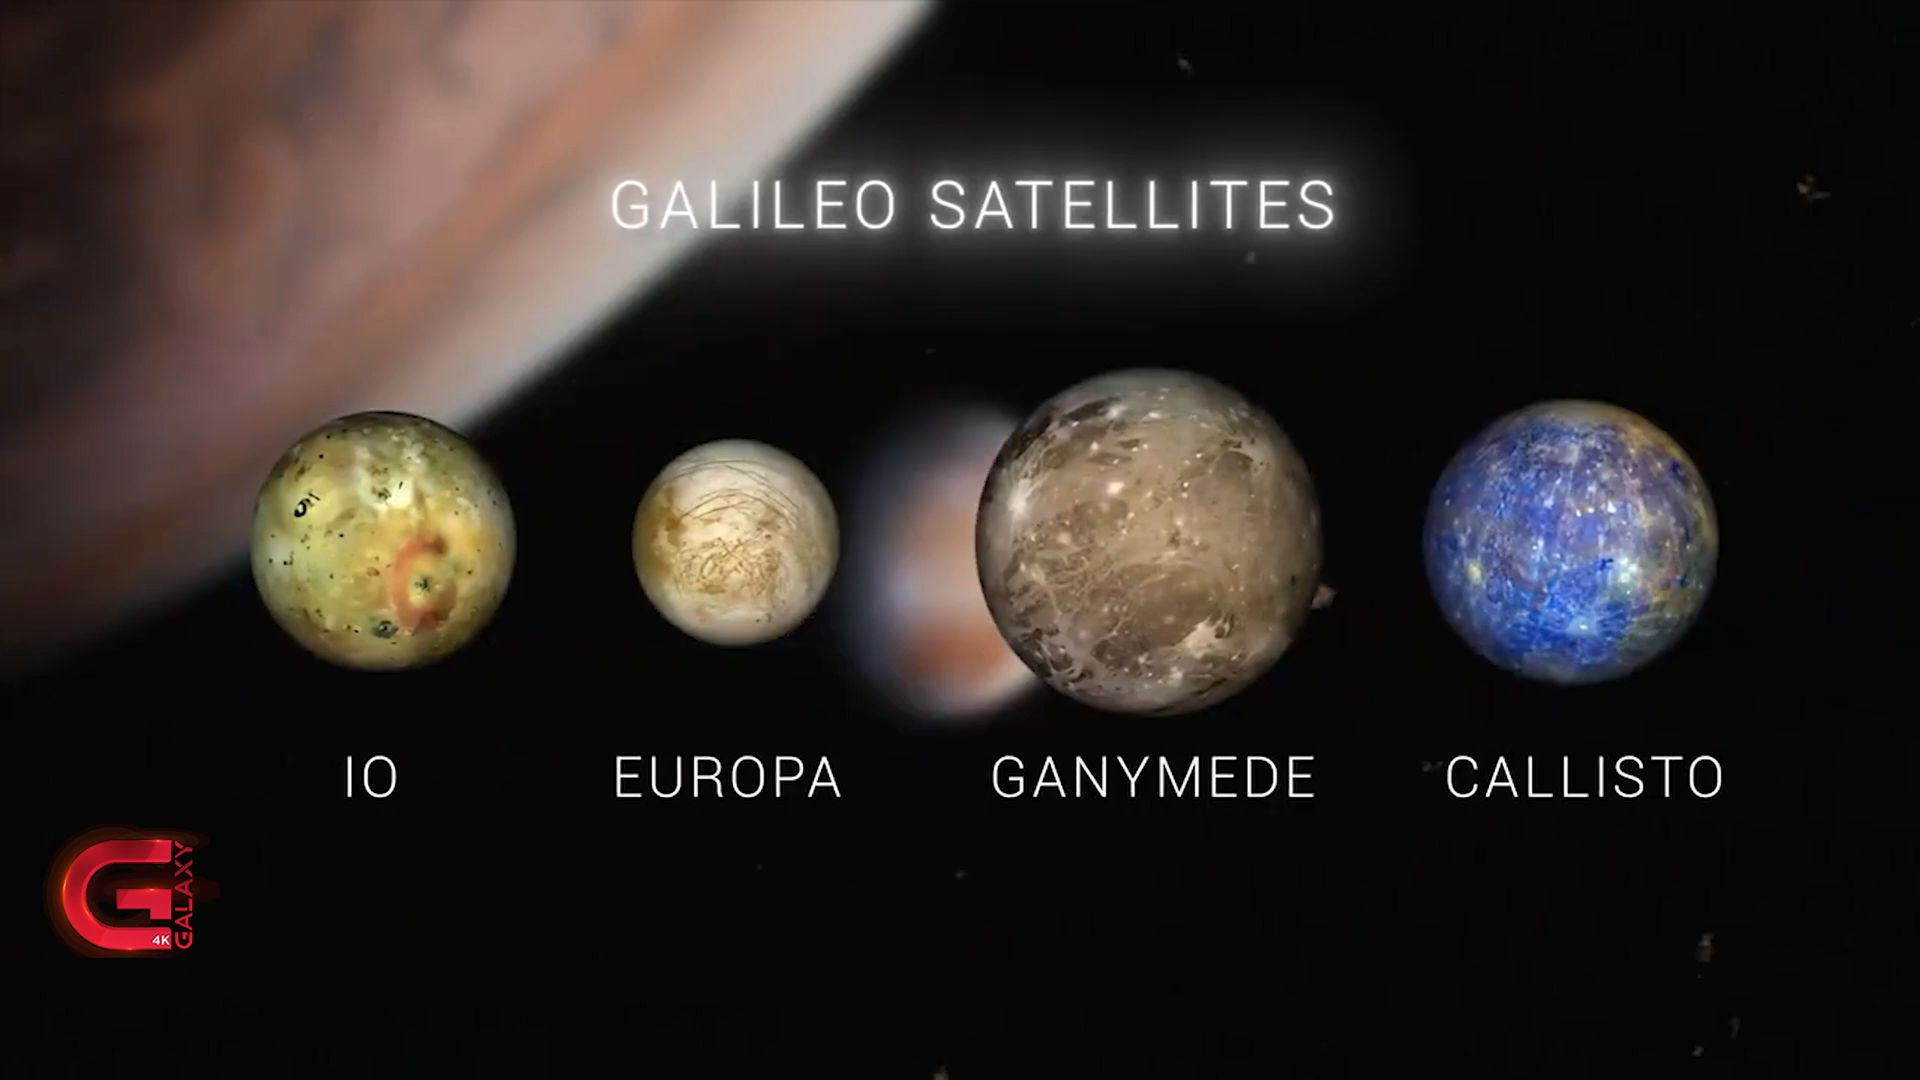 GALILEO SATELLITES
IO
EUROPA
GANYMEDE
CALLISTO
GALAXY
4K